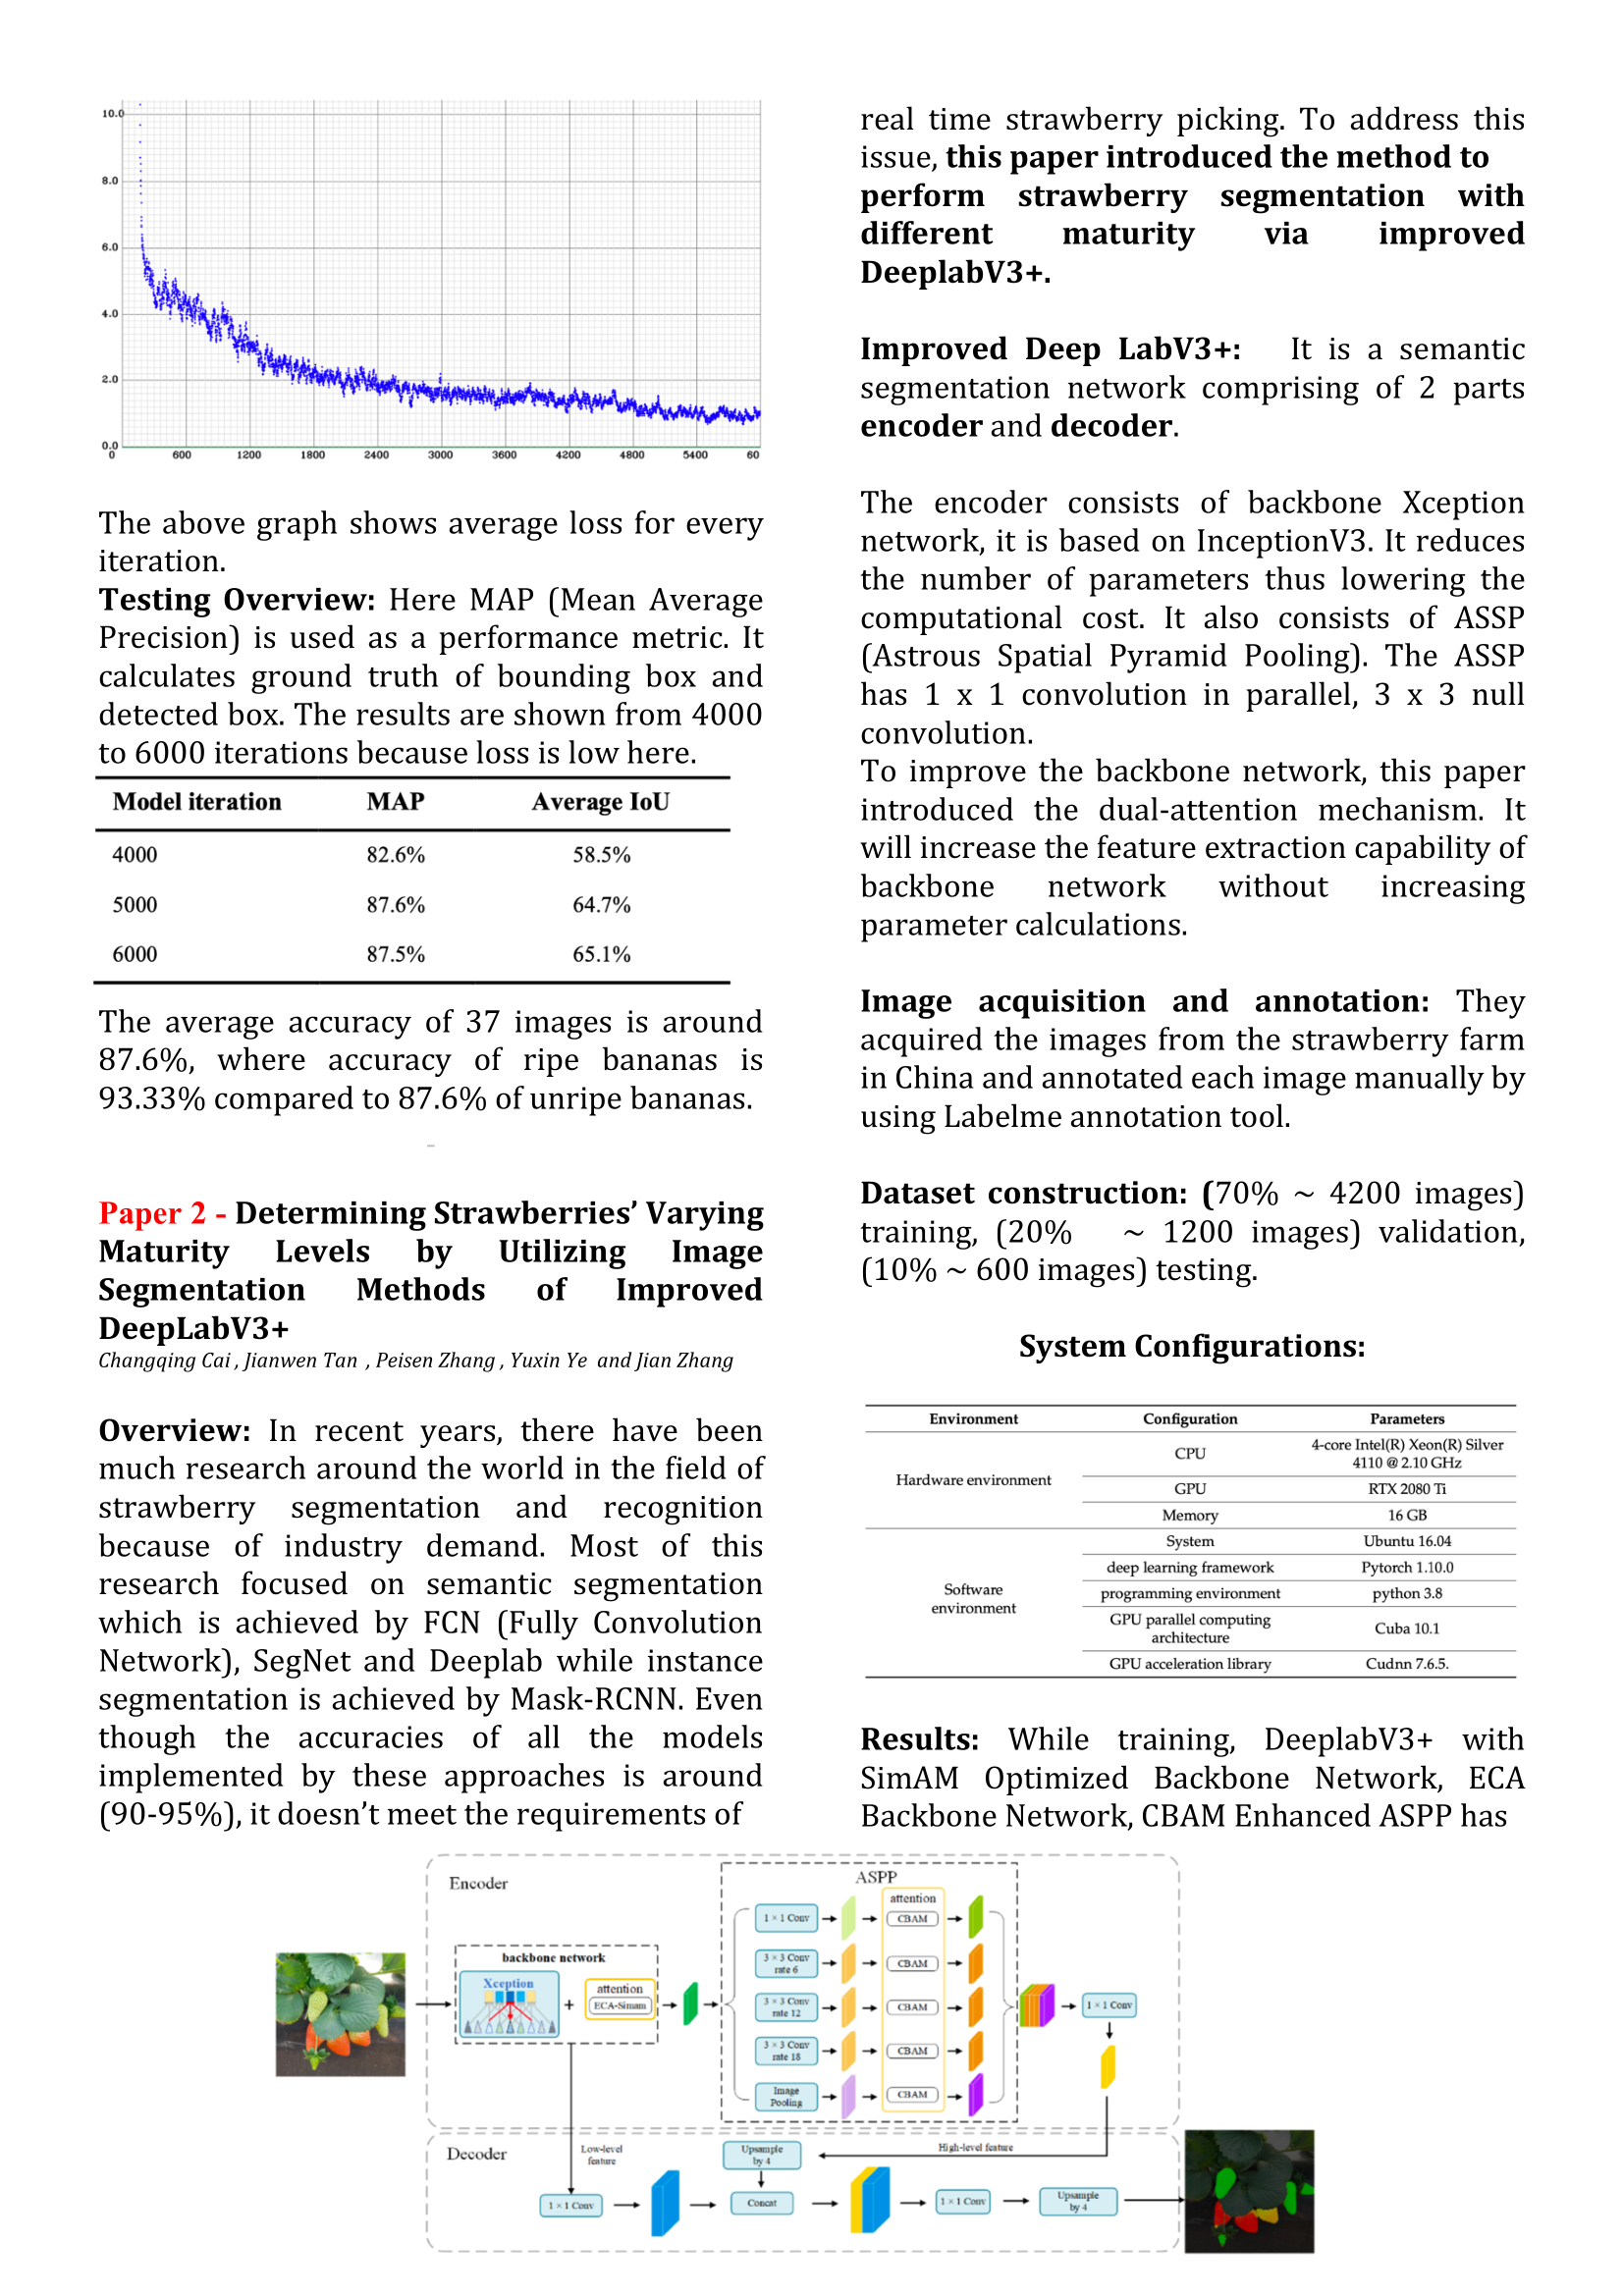 10.0
8.0
6.0
4.0
2.0
0.0
0 600 1200 1800 2400 3000 3600 4200 4800 5400 60
The above graph shows average loss for every
iteration.
Testing Overview: Here MAP (Mean Average
Precision) is used as a performance metric. It
calculates ground truth of bounding box and
detected box. The results are shown from 4000
to 6000 iterations because loss is low here.
Model iteration MAP Average IoU
4000 82.6% 58.5%
5000 87.6% 64.7%
6000 87.5% 65.1%
The average accuracy of 37 images is around
87.6%, where accuracy of ripe bananas is
93.33% compared to 87.6% of unripe bananas.
Paper 2 - Determining Strawberries’ Varying
Maturity Levels by Utilizing Image
Segmentation Methods of Improved
DeepLabV3+
Changqing Cai , Jianwen Tan , Peisen Zhang , Yuxin Ye and Jian Zhang
Overview: In recent years, there have been
much research around the world in the field of
strawberry segmentation and recognition
because of industry demand. Most of this
research focused on semantic segmentation
which is achieved by FCN (Fully Convolution
Network), SegNet and Deeplab while instance
segmentation is achieved by Mask-RCNN. Even
though the accuracies of all the models
implemented by these approaches is around
(90-95%), it doesn’t meet the requirements of
real time strawberry picking. To address this
issue, this paper introduced the method to
perform strawberry segmentation with
different maturity via improved
DeeplabV3+.
Improved Deep LabV3+: It is a semantic
segmentation network comprising of 2 parts
encoder and decoder.
The encoder consists of backbone Xception
network, it is based on InceptionV3. It reduces
the number of parameters thus lowering the
computational cost. It also consists of ASSP
(Astrous Spatial Pyramid Pooling). The ASSP
has 1 x 1 convolution in parallel, 3 x 3 null
convolution.
To improve the backbone network, this paper
introduced the dual-attention mechanism. It
will increase the feature extraction capability of
backbone network without increasing
parameter calculations.
Image acquisition and annotation: They
acquired the images from the strawberry farm
in China and annotated each image manually by
using Labelme annotation tool.
Dataset construction: (70% ~ 4200 images)
training, (20% ~ 1200 images) validation,
(10% ~ 600 images) testing.
System Configurations:
Environment Configuration Parameters
Hardware environment
CPU 4-core Intel(R) Xeon(R) Silver
4110 @ 2.10 GHz
GPU RTX 2080 Ti
Memory 16 GB
Software
environment
System Ubuntu 16.04
deep learning framework Pytorch 1.10.0
programming environment python 3.8
GPU parallel computing
architecture Cuba 10.1
GPU acceleration library Cudnn 7.6.5.
Results: While training, DeeplabV3+ with
SimAM Optimized Backbone Network, ECA
Backbone Network, CBAM Enhanced ASPP has
Encoder
ASPP
attention
backbone network
Xception
+
attention
ECA-Simam
1 × 1 Conv CBAM
3 × 3 Conv
rate 6 CBAM
3 × 3 Conv
rate 12 CBAM
3 × 3 Conv
rate 18 CBAM
Image
Pooling CBAM
1 × 1 Conv
Decoder
Low-level
feature
Upsample
by 4
High-level feature
1 × 1 Conv
Concat
1 × 1 Conv
Upsample
by 4